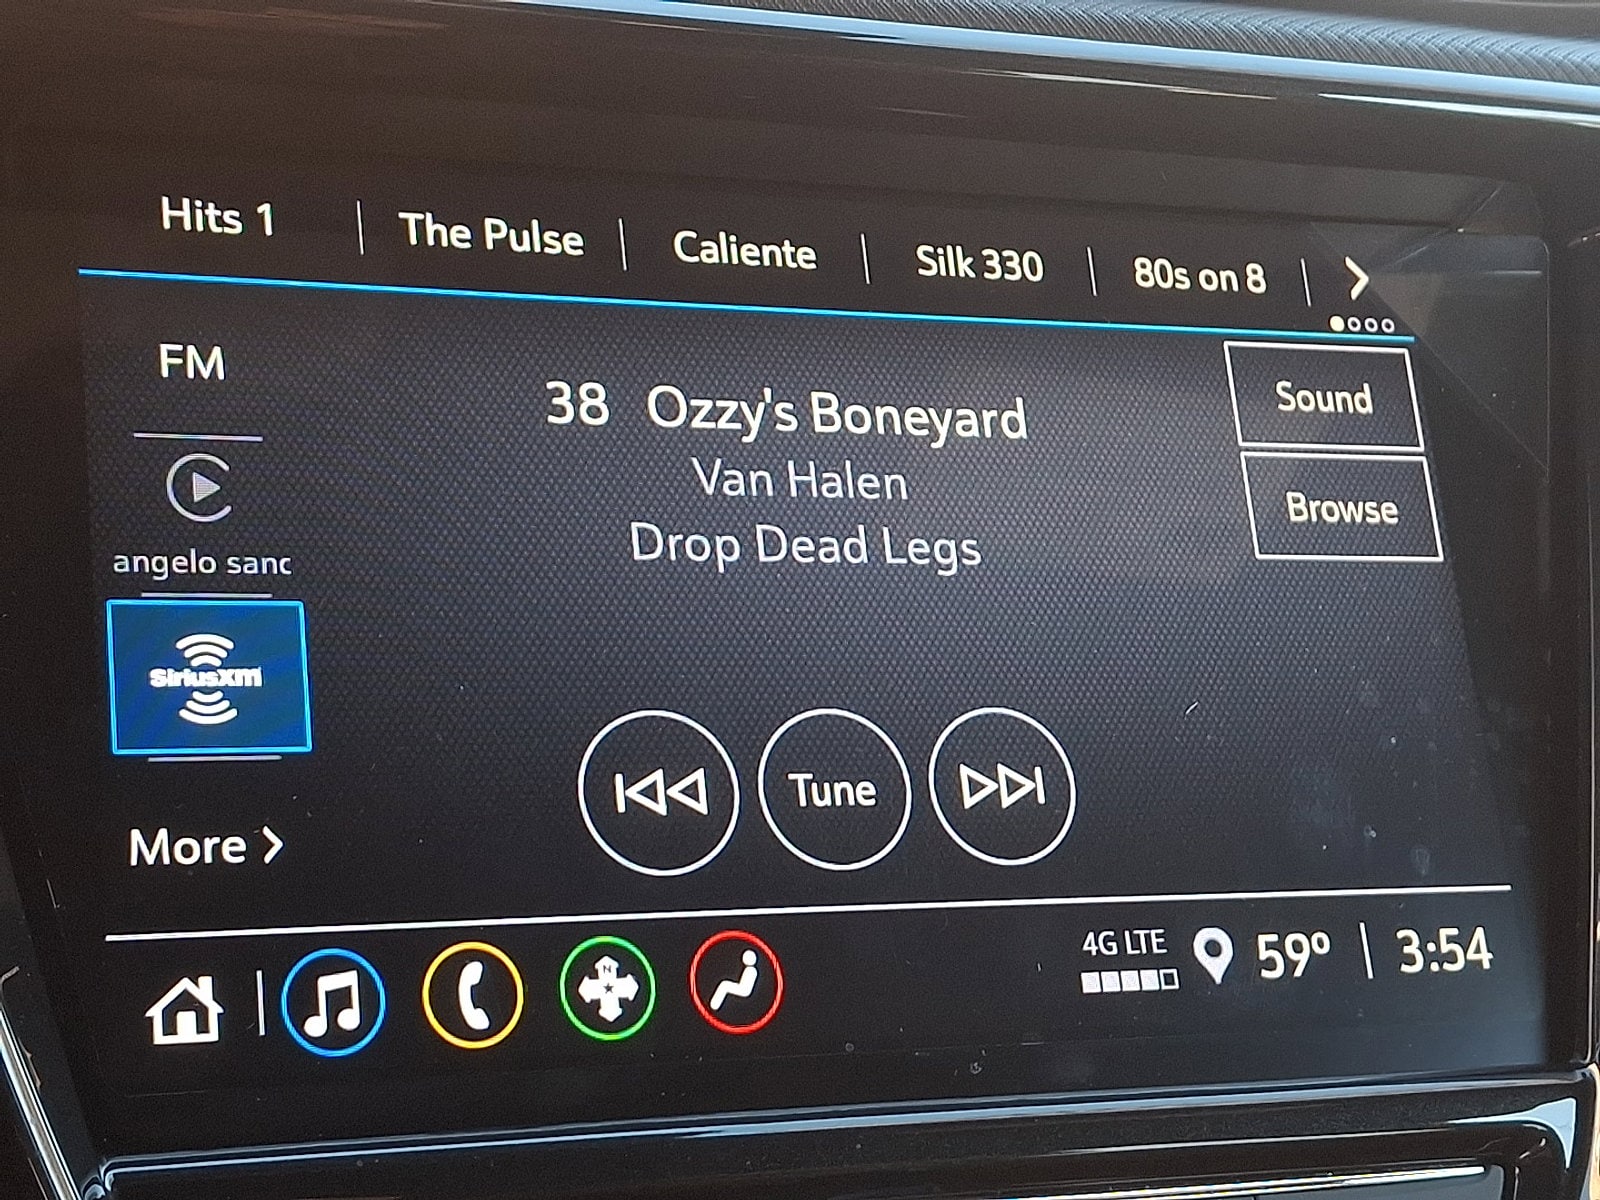 Hits 1 | The Pulse | Caliente | Silk 330 | 80s on 8 |
FM
38 Ozzy's Boneyard
Sound
Van Halen
Browse
Drop Dead Legs
angelo sanc
SiriusXM
Tune
More
4G LTE
N
59° | 3:54